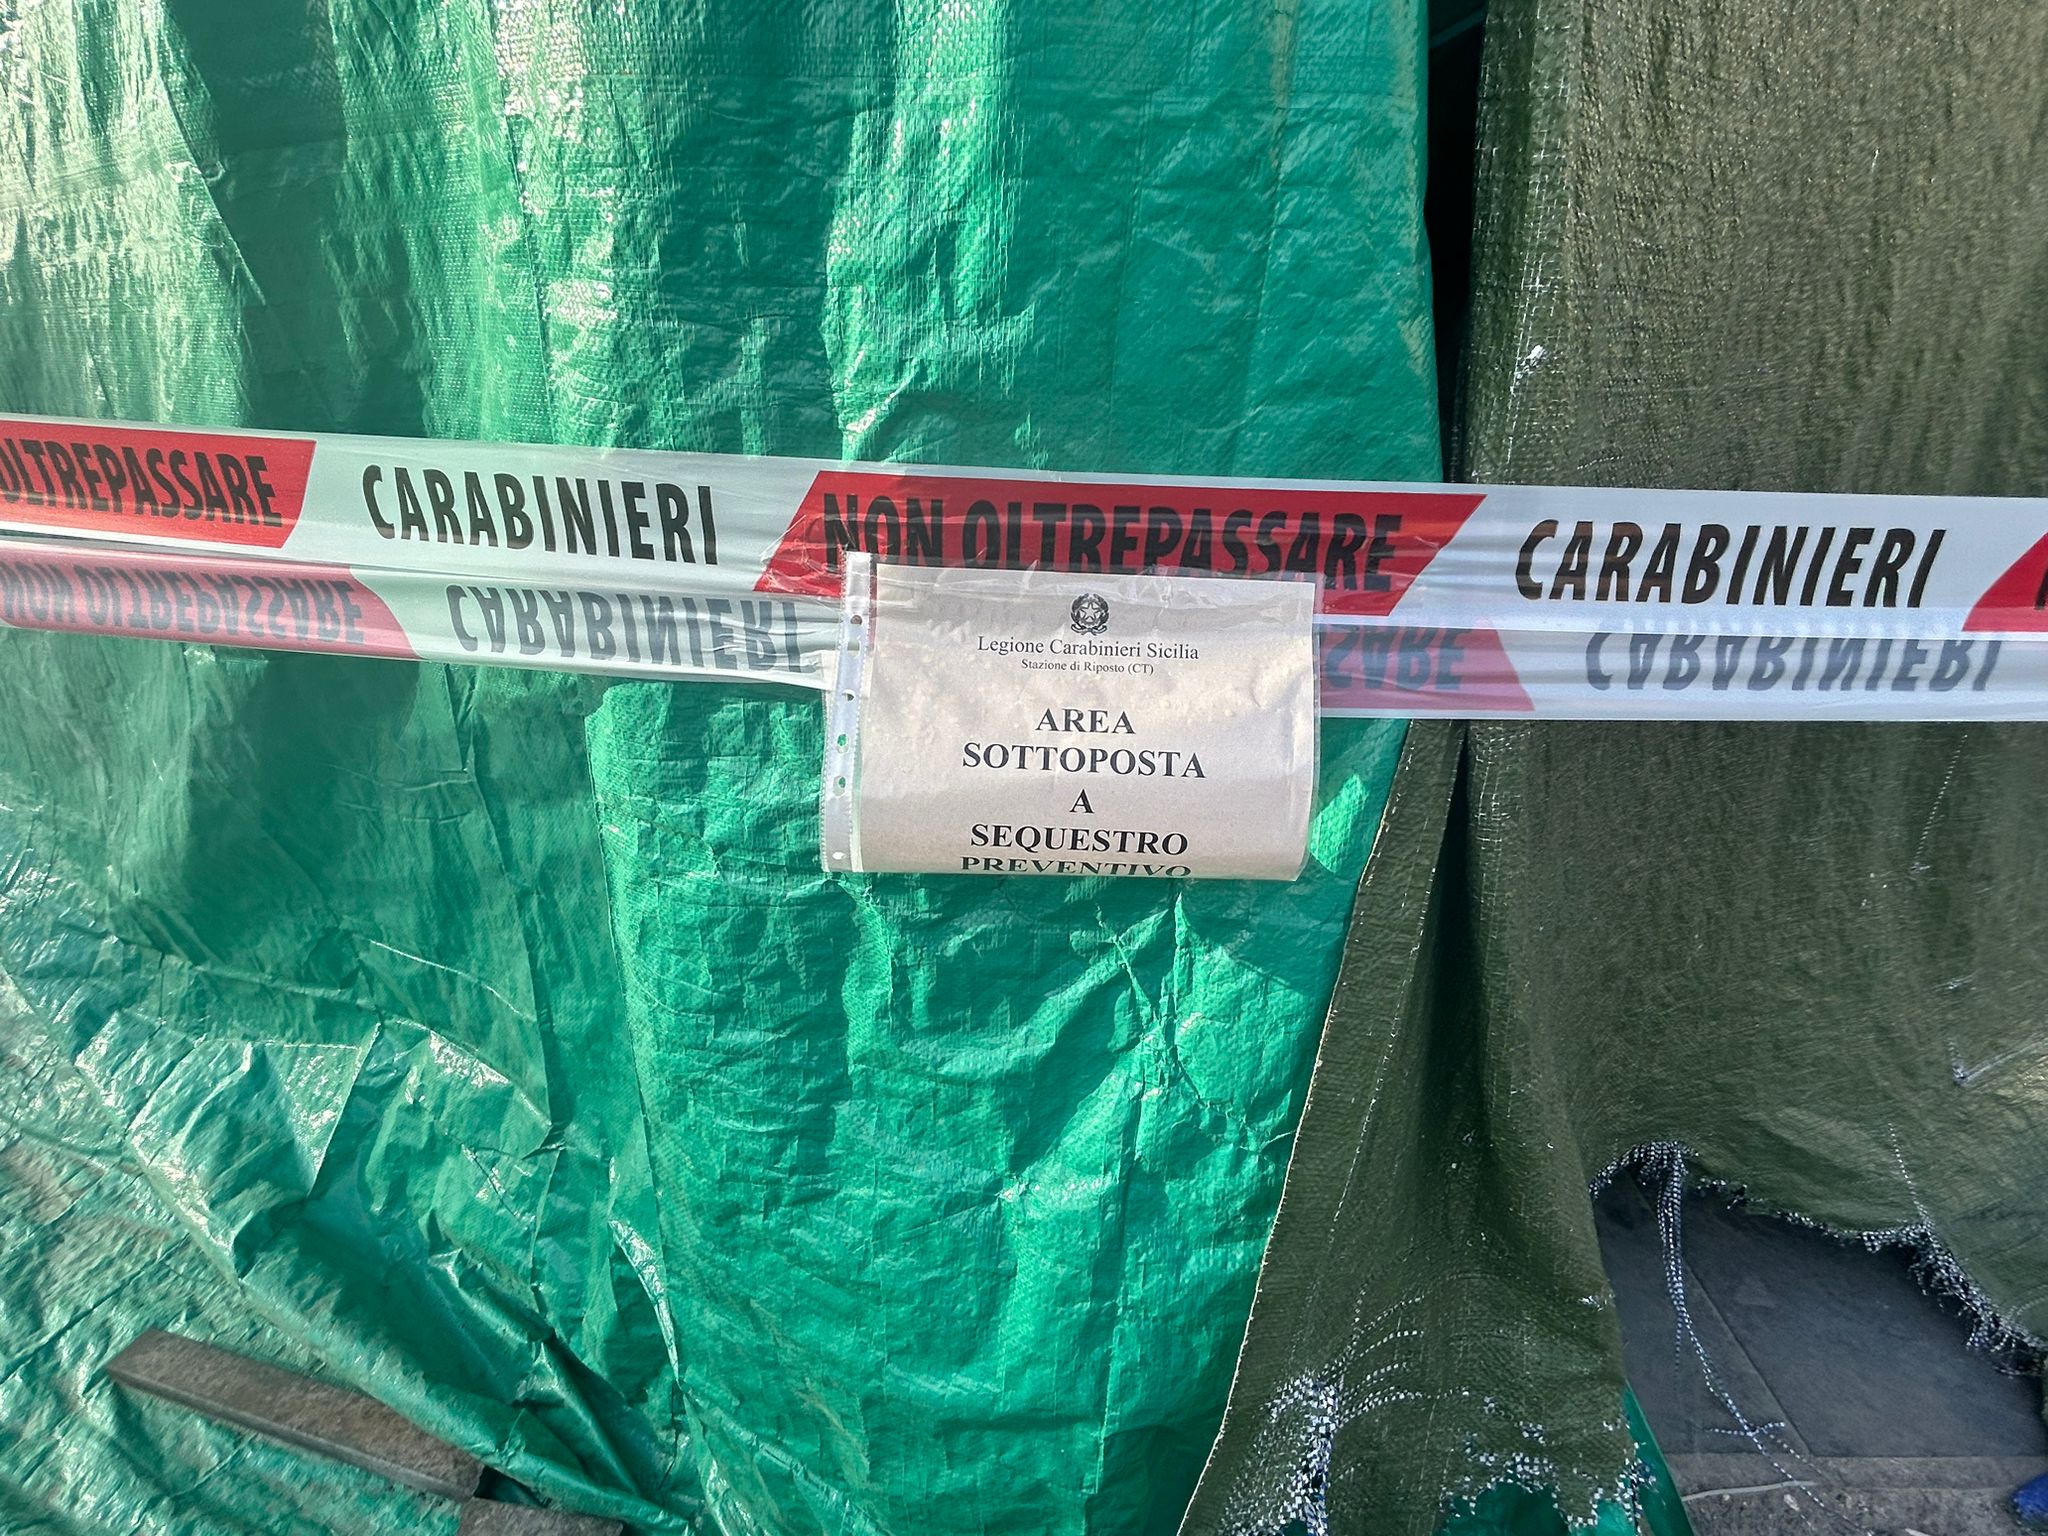 OLTREPASSARE CARABINIERI NON OLTREPASSARE CARABINIERI
NON OLTREPASSARE CARABINIERI SSARE CARABINIERI
Legione Carabinieri Sicilia
Stazione di Riposto (CT)
AREA
SOTTOPOSTA
A
SEQUESTRO
PREVENTIVO